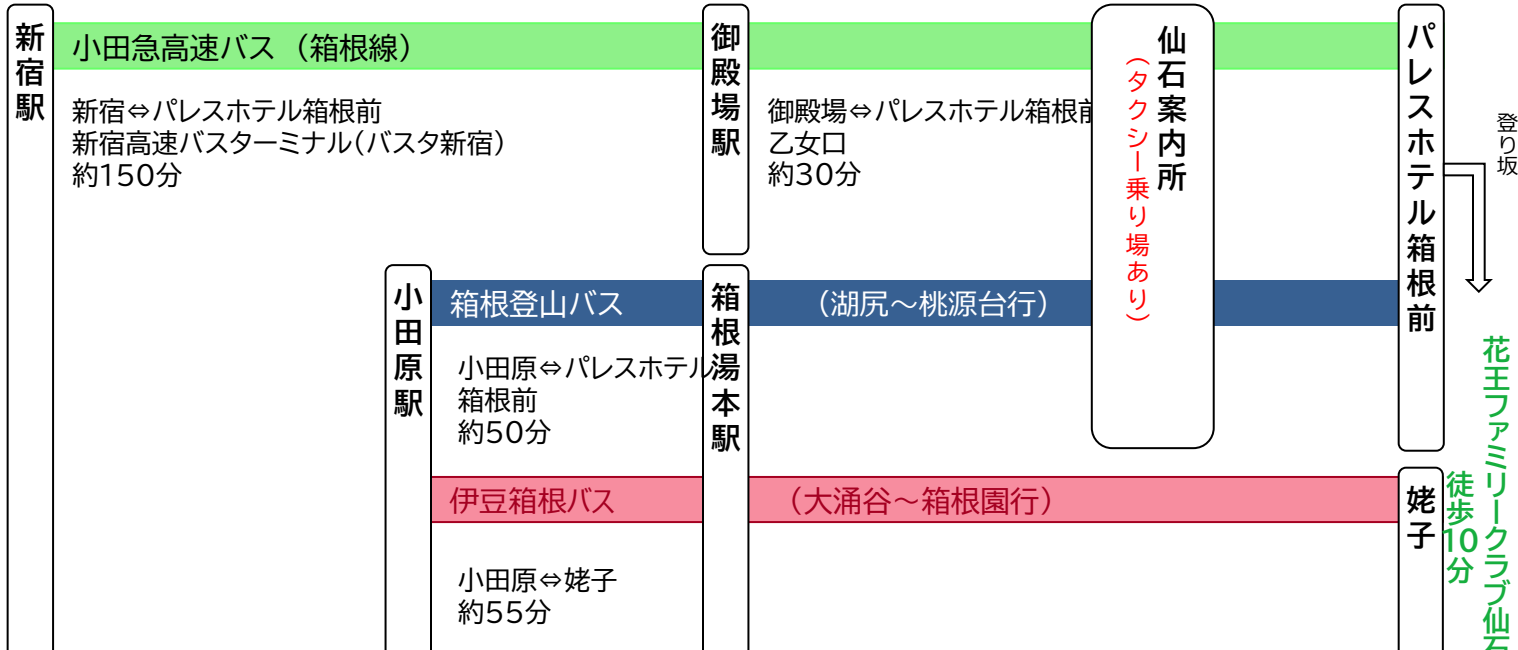 新宿駅
小田急高速バス（箱根線）
新宿⇔パレスホテル箱根前
新宿高速バスターミナル(バスタ新宿)
約150分
御殿場駅
御殿場⇔パレスホテル箱根前
乙女口
約30分
仙石案内所
（タクシー乗り場あり）
パレスホテル箱根前
登り坂
小田原駅
箱根登山バス
箱根湯本駅
（湖尻～桃源台行）
小田原⇔パレスホテル
箱根前
約50分
伊豆箱根バス
（大涌谷～箱根園行）
小田原⇔姥子
約55分
姥子
花王ファミリークラブ仙石
徒歩10分